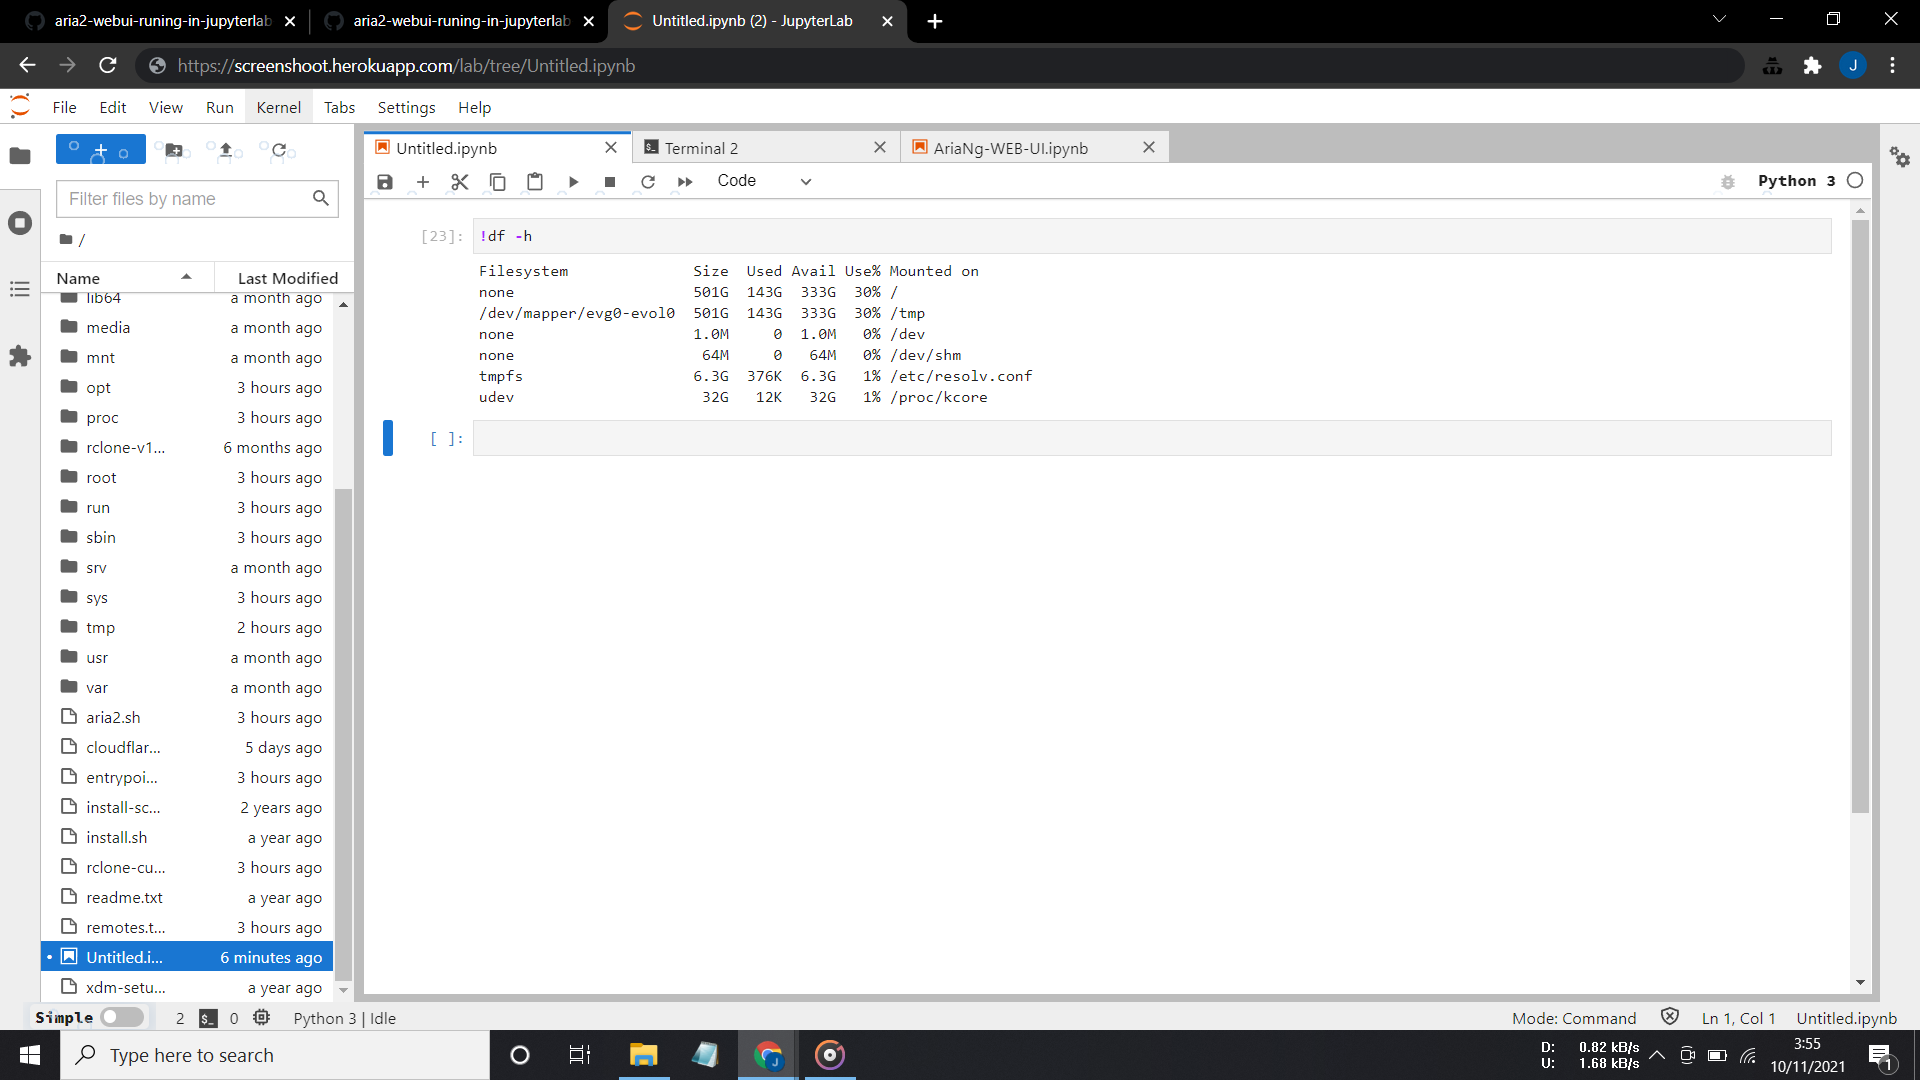 aria2-webui-runing-in-jupyterlab
aria2-webui-runing-in-jupyterlab
Untitled.ipynb (2) - JupyterLab
https://screenshoot.herokuapp.com/lab/tree/Untitled.ipynb
J
File Edit View Run Kernel Tabs Settings Help
Filter files by name
/
Name Last Modified
lib64 a month ago
media a month ago
mnt a month ago
opt 3 hours ago
proc 3 hours ago
rclone-v1... 6 months ago
root 3 hours ago
run 3 hours ago
sbin 3 hours ago
srv a month ago
sys 3 hours ago
tmp 2 hours ago
usr a month ago
var a month ago
aria2.sh 3 hours ago
cloudflar... 5 days ago
entrypoi... 3 hours ago
install-sc... 2 years ago
install.sh a year ago
rclone-cu... 3 hours ago
readme.txt a year ago
remotes.t... 3 hours ago
Untitled.i... 6 minutes ago
xdm-setu... a year ago
Untitled.ipynb Terminal 2 AriaNg-WEB-UI.ipynb
Code
Python 3
[23]: !df -h
Filesystem Size Used Avail Use% Mounted on
none 501G 143G 333G 30% /
/dev/mapper/evg0-evol0 501G 143G 333G 30% /tmp
none 1.0M 0 1.0M 0% /dev
none 64M 0 64M 0% /dev/shm
tmpfs 6.3G 376K 6.3G 1% /etc/resolv.conf
udev 32G 12K 32G 1% /proc/kcore
[ ]:
Simple 2 $_ 0 Python 3 | Idle
Mode: Command Ln 1, Col 1 Untitled.ipynb
Type here to search
J
D: 0.82 kB/s
U: 1.68 kB/s
3:55
10/11/2021
1